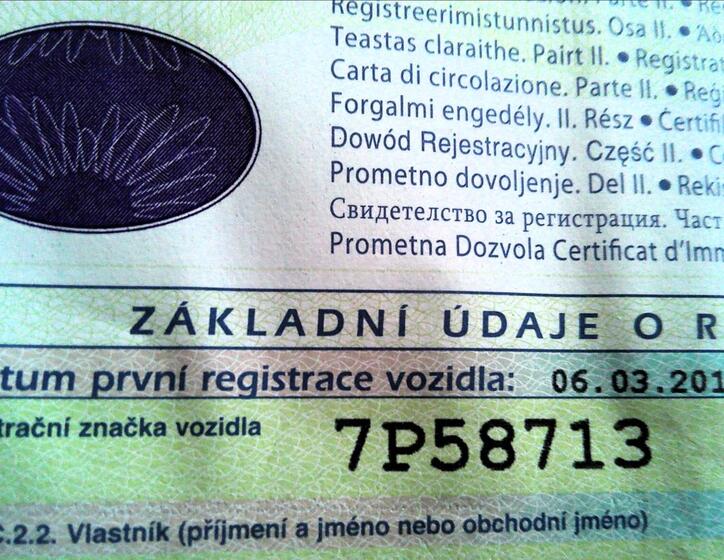 Registreerimistunnistus. Osa II. •
Teastas claraithe. Pairt II. • Registrat
Carta di circolazione. Parte II. • Reġi
Forgalmi engedély. II. Rész • Ċertifi
Dowód Rejestracyjny. Część II. • C
Prometno dovoljenje. Del II. • Reki
Свидетелство за регистрация. Част
Prometna Dozvola Certificat d'Imm
ZÁKLADNÍ ÚDAJE O R
tum první registrace vozidla: 06.03.201
trační značka vozidla 7P58713
C.2.2. Vlastník (příjmení a jméno nebo obchodní jméno)